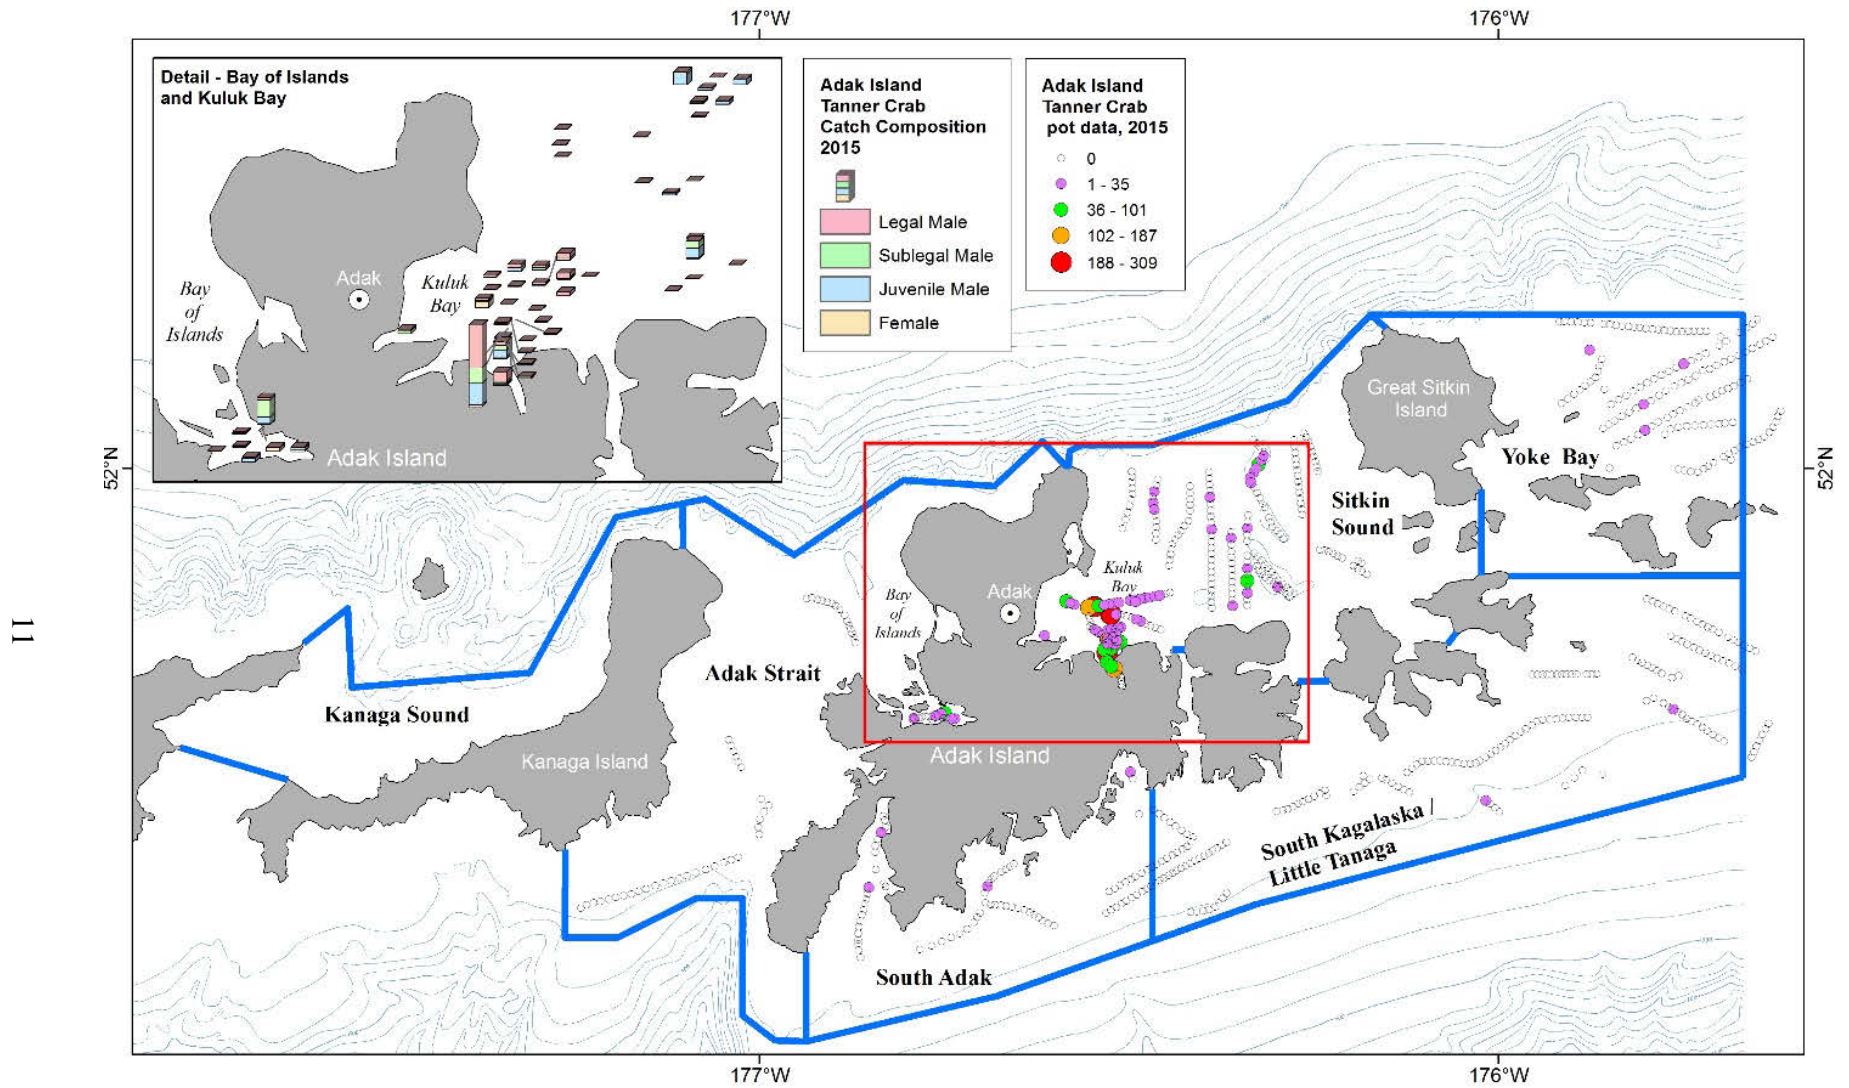 177°W
176°W
Detail - Bay of Islands
and Kuluk Bay
Adak
Kuluk
Bay
Bay
of
Islands
Adak Island
Adak Island
Tanner Crab
Catch Composition
2015
Legal Male
Sublegal Male
Juvenile Male
Female
Adak Island
Tanner Crab
pot data, 2015
0
1 - 35
36 - 101
102 - 187
188 - 309
52°N
52°N
Great Sitkin
Island
Yoke Bay
Sitkin
Sound
Kuluk
Bay
Adak
Bay
of
Islands
Adak Strait
Kanaga Sound
Kanaga Island
Adak Island
South Kagalaska /
Little Tanaga
South Adak
177°W
176°W
11